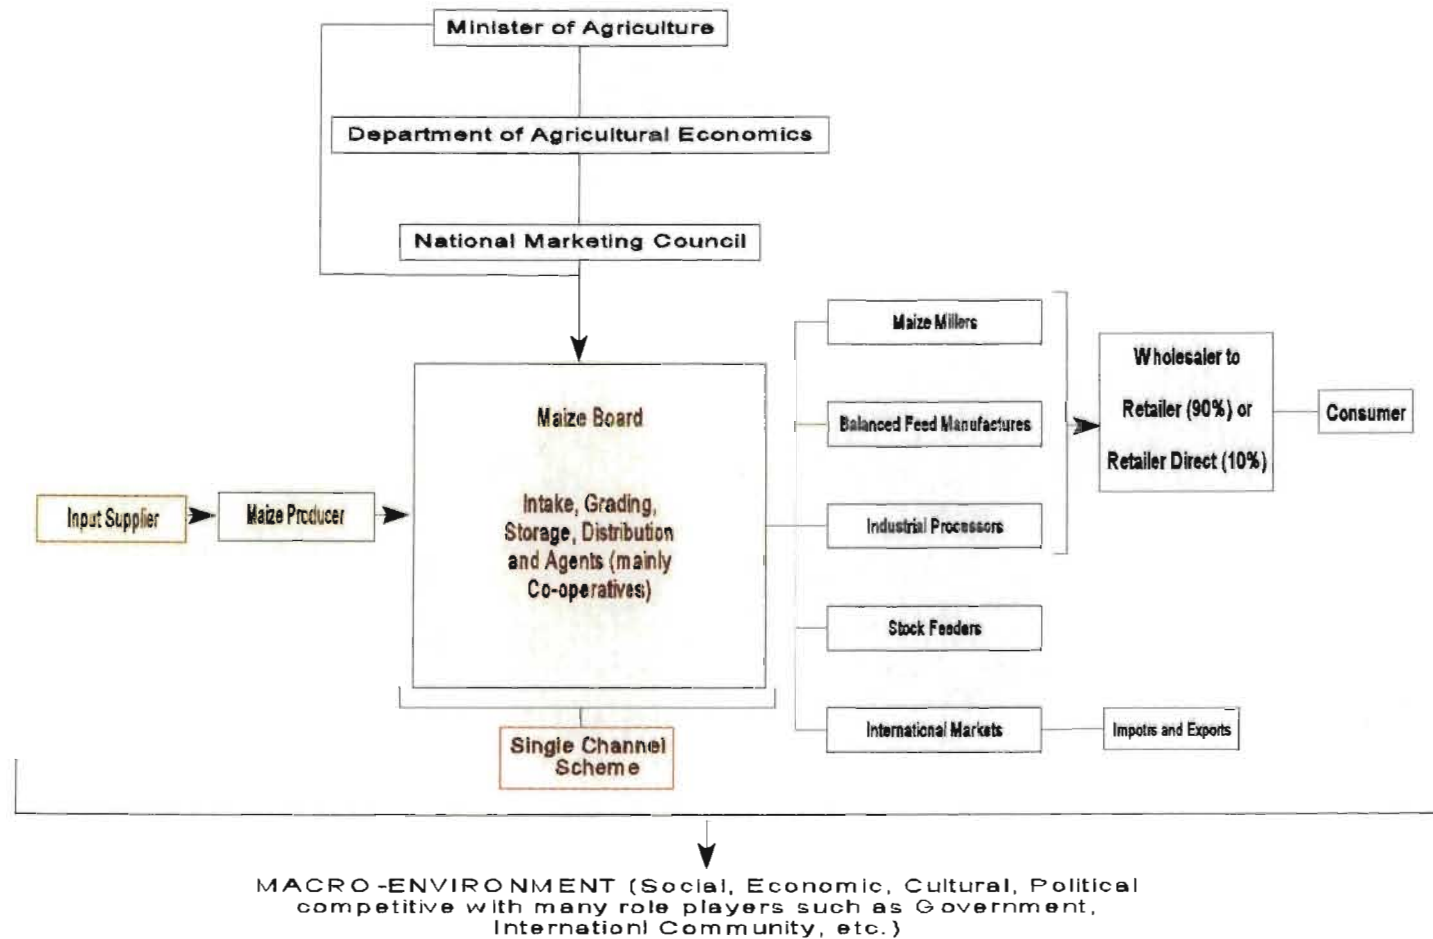 Minister of Agriculture
Department of Agricultural Economics
National Marketing Council
Maize Board
Intake, Grading,
Storage, Distribution
and Agents (mainly
Co-operatives)
Input Supplier
Maize Producer
Single Channel
Scheme
Maize Millers
Balanced Feed Manufactures
Industrial Processors
Stock Feeders
International Markets
Impotrs and Exports
Wholesaler to
Retailer (90%) or
Retailer Direct (10%)
Consumer
MACRO-ENVIRONMENT (Social, Economic, Cultural, Political
competitive with many role players such as Government,
Internationl Community, etc.)